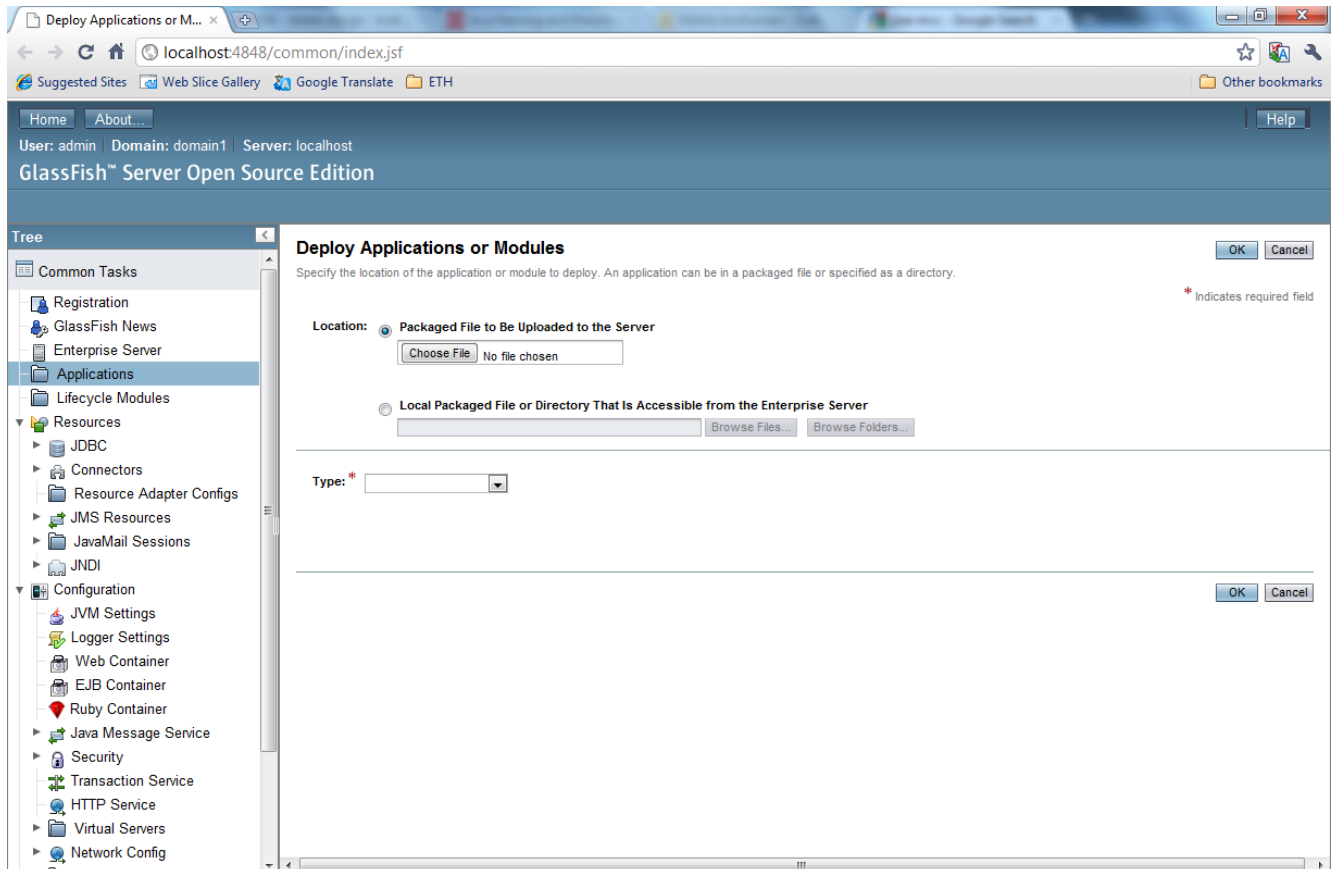 Deploy Applications or M...
localhost:4848/common/index.jsf
Suggested Sites Web Slice Gallery Google Translate ETH Other bookmarks
Home About... Help
User: admin Domain: domain1 Server: localhost
GlassFish™ Server Open Source Edition
Tree
Common Tasks
Registration
GlassFish News
Enterprise Server
Applications
Lifecycle Modules
Resources
JDBC
Connectors
Resource Adapter Configs
JMS Resources
JavaMail Sessions
JNDI
Configuration
JVM Settings
Logger Settings
Web Container
EJB Container
Ruby Container
Java Message Service
Security
Transaction Service
HTTP Service
Virtual Servers
Network Config
Deploy Applications or Modules OK Cancel
Specify the location of the application or module to deploy. An application can be in a packaged file or specified as a directory.
* Indicates required field
Location: Packaged File to Be Uploaded to the Server
Choose File No file chosen
Local Packaged File or Directory That Is Accessible from the Enterprise Server
Browse Files... Browse Folders...
Type: *
OK Cancel